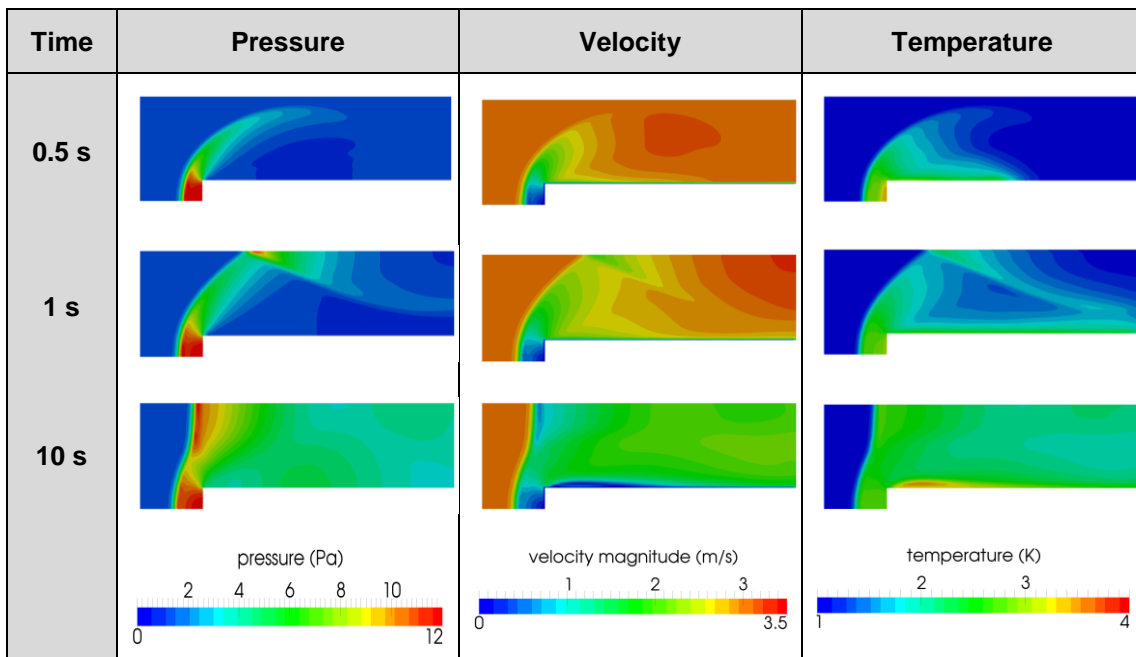 Time Pressure Velocity Temperature
0.5 s
1 s
10 s
pressure (Pa)
2 4 6 8 10
0 12
velocity magnitude (m/s)
1 2 3
0 3.5
temperature (K)
2 3
1 4